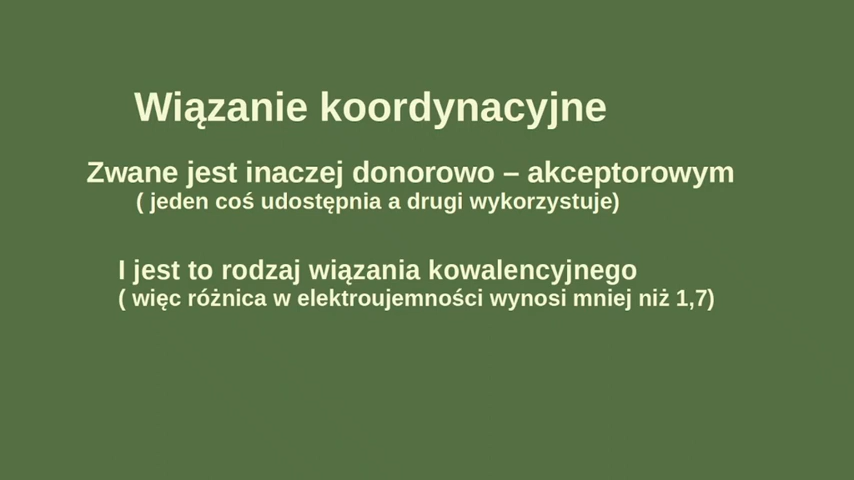 Wiązanie koordynacyjne
Zwane jest inaczej donorowo – akceptorowym
( jeden coś udostępnia a drugi wykorzystuje)
I jest to rodzaj wiązania kowalencyjnego
( więc różnica w elektroujemności wynosi mniej niż 1,7)